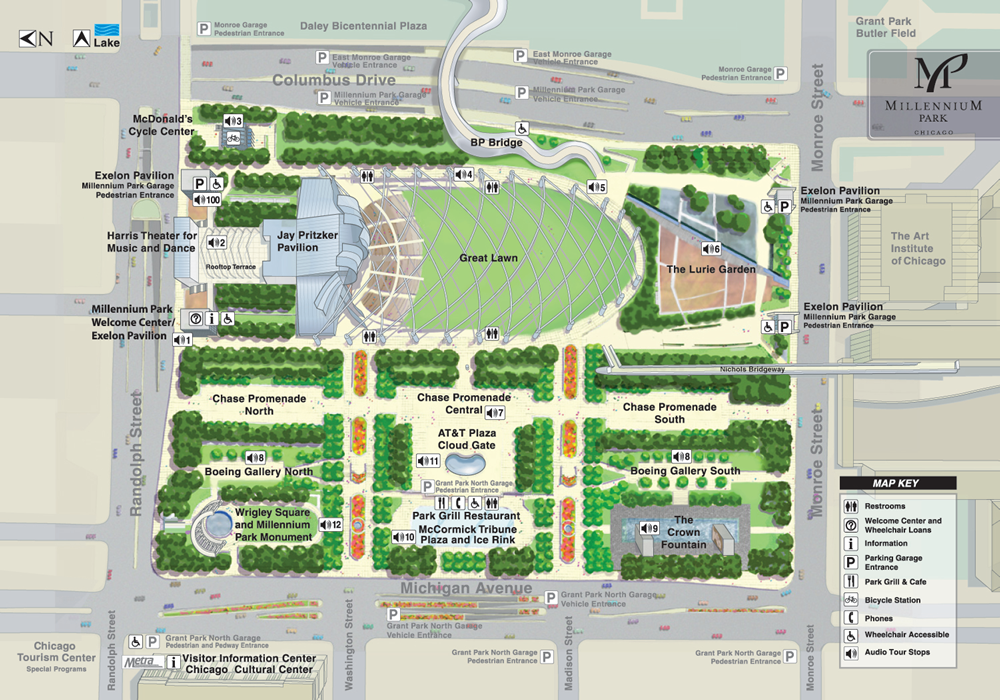 N
Lake
P
Monroe Garage
Pedestrian Entrance
Daley Bicentennial Plaza
Grant Park
Butler Field
P
East Monroe Garage
Vehicle Entrance
P
East Monroe Garage
Vehicle Entrance
Monroe Garage
Pedestrian Entrance
P
Columbus Drive
P
Millennium Park Garage
Vehicle Entrance
P
Millennium Park Garage
Vehicle Entrance
Monroe Street
MILLENNIUM
PARK
CHICAGO
McDonald's
Cycle Center
3
BP Bridge
Exelon Pavilion
Millennium Park Garage
Pedestrian Entrance
P
100
4
5
Exelon Pavilion
Millennium Park Garage
Pedestrian Entrance
P
Harris Theater for
Music and Dance
2
Rooftop Terrace
Jay Pritzker
Pavilion
Great Lawn
6
The Lurie Garden
The Art
Institute
of Chicago
Millennium Park
Welcome Center/
Exelon Pavilion
?
i
1
Exelon Pavilion
Millennium Park Garage
Pedestrian Entrance
P
Nichols Bridgeway
Randolph Street
Chase Promenade
North
Chase Promenade
Central
7
Chase Promenade
South
Monroe Street
AT&T Plaza
Cloud Gate
11
8
Boeing Gallery North
8
Boeing Gallery South
P
Grant Park North Garage
Pedestrian Entrance
Wrigley Square
and Millennium
Park Monument
12
Park Grill Restaurant
McCormick Tribune
Plaza and Ice Rink
10
9
The
Crown
Fountain
MAP KEY
Restrooms
?
Welcome Center and
Wheelchair Loans
i
Information
P
Parking Garage
Entrance
Park Grill & Cafe
Bicycle Station
Phones
Wheelchair Accessible
Audio Tour Stops
Michigan Avenue
P
Grant Park North Garage
Vehicle Entrance
P
Grant Park North Garage
Vehicle Entrance
Randolph Street
Washington Street
Madison Street
Monroe Street
Chicago
Tourism Center
Special Programs
P
Grant Park North Garage
Pedestrian and Pedway Entrance
Metra
i
Visitor Information Center
Chicago Cultural Center
Grant Park North Garage
Pedestrian Entrance
P
Grant Park North Garage
Pedestrian Entrance
P